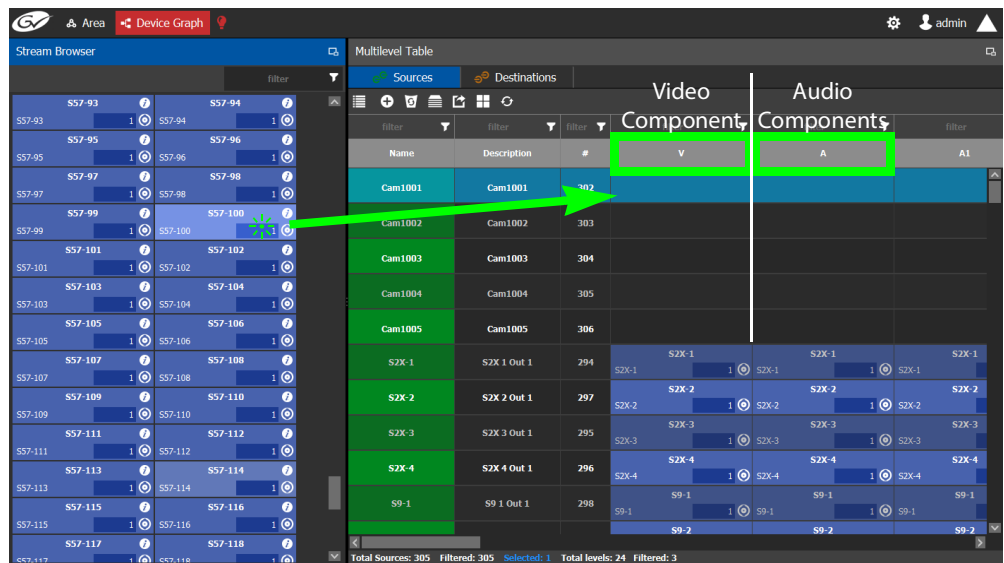 GV Area Device Graph admin
Stream Browser
filter
S57-93 S57-94
S57-93 1 S57-94 1
S57-95 S57-96
S57-95 1 S57-96 1
S57-97 S57-98
S57-97 1 S57-98 1
S57-99 S57-100
S57-99 1 S57-100 1
S57-101 S57-102
S57-101 1 S57-102 1
S57-103 S57-104
S57-103 1 S57-104 1
S57-105 S57-106
S57-105 1 S57-106 1
S57-107 S57-108
S57-107 1 S57-108 1
S57-109 S57-110
S57-109 1 S57-110 1
S57-111 S57-112
S57-111 1 S57-112 1
S57-113 S57-114
S57-113 1 S57-114 1
S57-115 S57-116
S57-115 1 S57-116 1
S57-117 S57-118
S57-117 1 S57-118 1
Multilevel Table
Sources Destinations
Video Audio
Component Components
filter filter filter filter
Name Description # V A A1
Cam1001 Cam1001 302
Cam1002 Cam1002 303
Cam1003 Cam1003 304
Cam1004 Cam1004 305
Cam1005 Cam1005 306
S2X-1 S2X-1 S2X-1
S2X-1 S2X 1 Out 1 294
S2X-1 1 S2X-1 1 S2X-1
S2X-2 S2X-2 S2X-2
S2X-2 S2X 2 Out 1 297
S2X-2 1 S2X-2 1 S2X-2
S2X-3 S2X-3 S2X-3
S2X-3 S2X 3 Out 1 295
S2X-3 1 S2X-3 1 S2X-3
S2X-4 S2X-4 S2X-4
S2X-4 S2X 4 Out 1 296
S2X-4 1 S2X-4 1 S2X-4
S9-1 S9-1 S9-1
S9-1 S9 1 Out 1 298
S9-1 1 S9-1 1 S9-1
S9-2 S9-2 S9-2
Total Sources: 305 Filtered: 305 Selected: 1 Total levels: 24 Filtered: 3